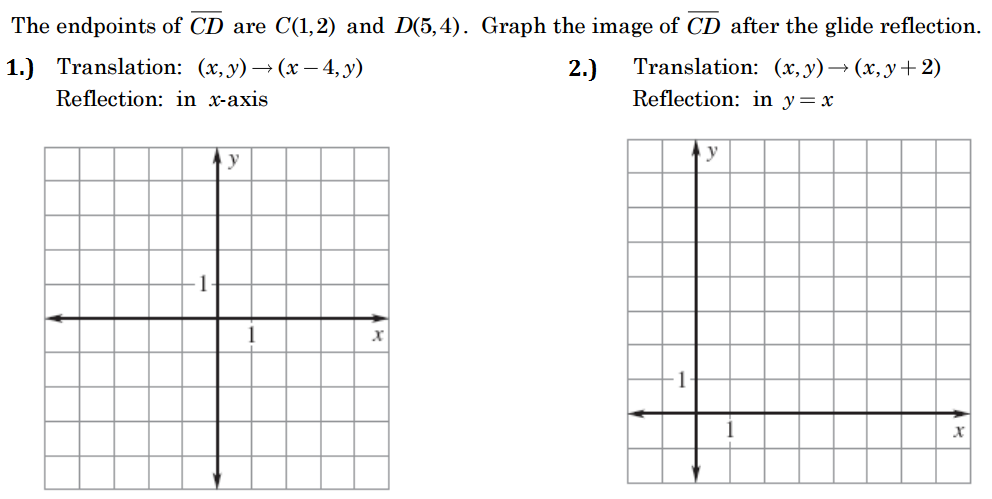 The endpoints of CD are C(1,2) and D(5,4). Graph the image of CD after the glide reflection.
1.) Translation: (x,y)→(x−4,y)
Reflection: in x-axis
2.) Translation: (x,y)→(x,y+2)
Reflection: in y=x
y
1
1
x
y
1
1
x